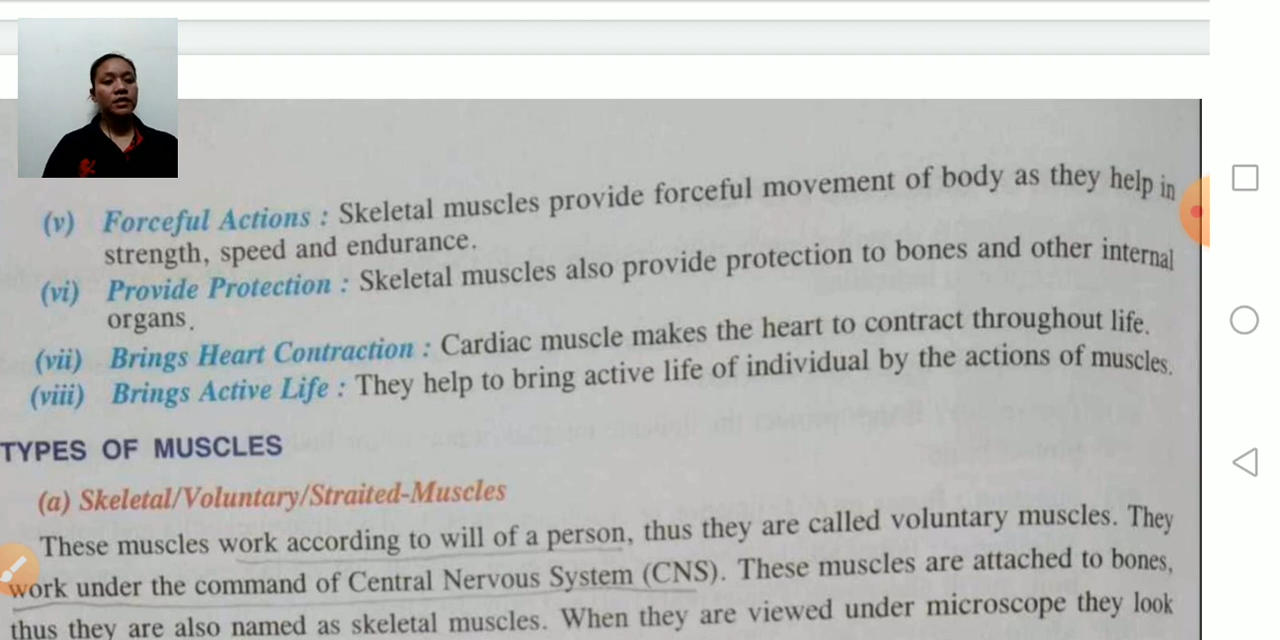 (v) Forceful Actions : Skeletal muscles provide forceful movement of body as they help in
strength, speed and endurance.
(vi) Provide Protection : Skeletal muscles also provide protection to bones and other internal
organs.
(vii) Brings Heart Contraction : Cardiac muscle makes the heart to contract throughout life.
(viii) Brings Active Life : They help to bring active life of individual by the actions of muscles.
TYPES OF MUSCLES
(a) Skeletal/Voluntary/Straited-Muscles
These muscles work according to will of a person, thus they are called voluntary muscles. They
work under the command of Central Nervous System (CNS). These muscles are attached to bones,
thus they are also named as skeletal muscles. When they are viewed under microscope they look